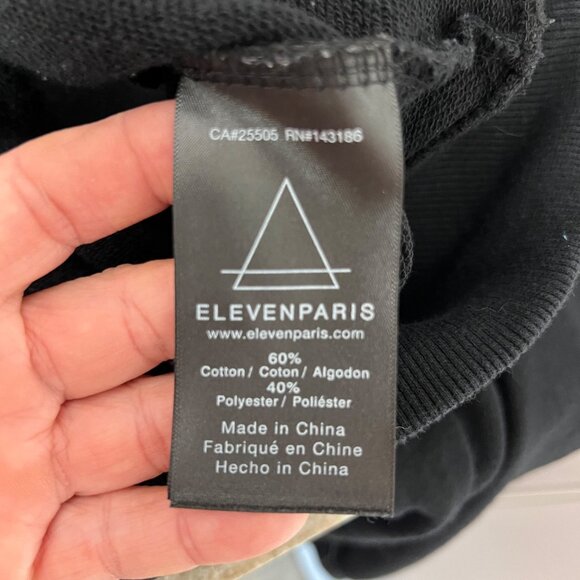 CA#25505 RN#143186
ELEVENPARIS
www.elevenparis.com
60%
Cotton / Coton / Algodon
40%
Polyester / Poliéster
Made in China
Fabriqué en Chine
Hecho in China